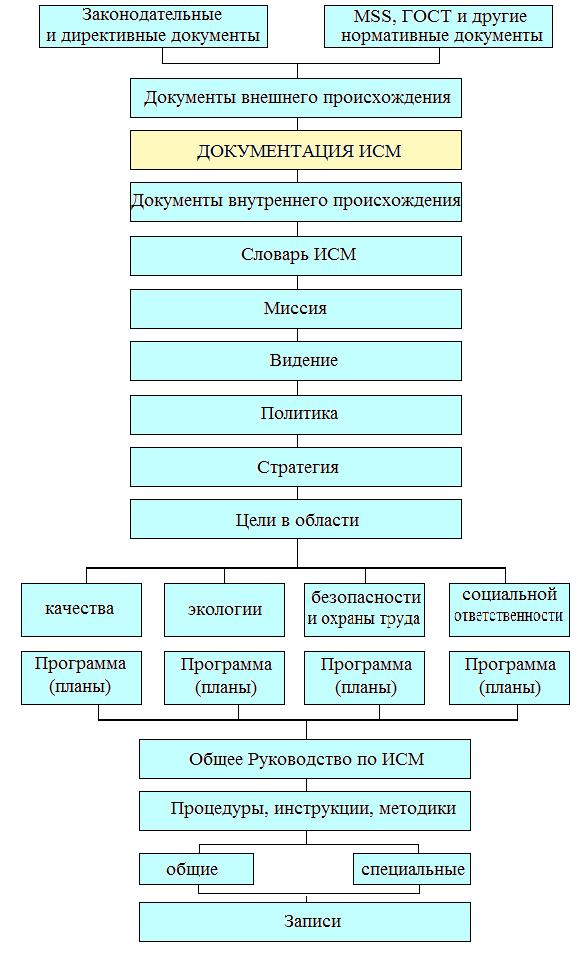 Законодательные
и директивные документы
MSS, ГОСТ и другие
нормативные документы
Документы внешнего происхождения
ДОКУМЕНТАЦИЯ ИСМ
Документы внутреннего происхождения
Словарь ИСМ
Миссия
Видение
Политика
Стратегия
Цели в области
качества
экологии
безопасности
и охраны труда
социальной
ответственности
Программа
(планы)
Программа
(планы)
Программа
(планы)
Программа
(планы)
Общее Руководство по ИСМ
Процедуры, инструкции, методики
общие
специальные
Записи